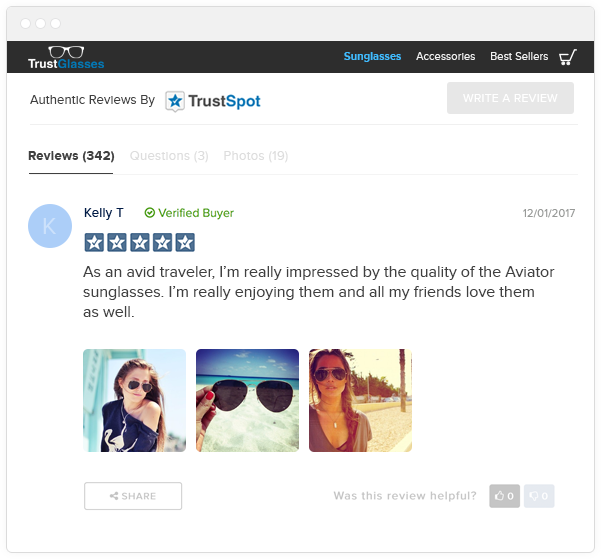 TrustGlasses
Sunglasses Accessories Best Sellers
Authentic Reviews By TrustSpot
WRITE A REVIEW
Reviews (342) Questions (3) Photos (19)
K
Kelly T Verified Buyer 12/01/2017
As an avid traveler, I’m really impressed by the quality of the Aviator
sunglasses. I’m really enjoying them and all my friends love them
as well.
SHARE Was this review helpful? 0 0